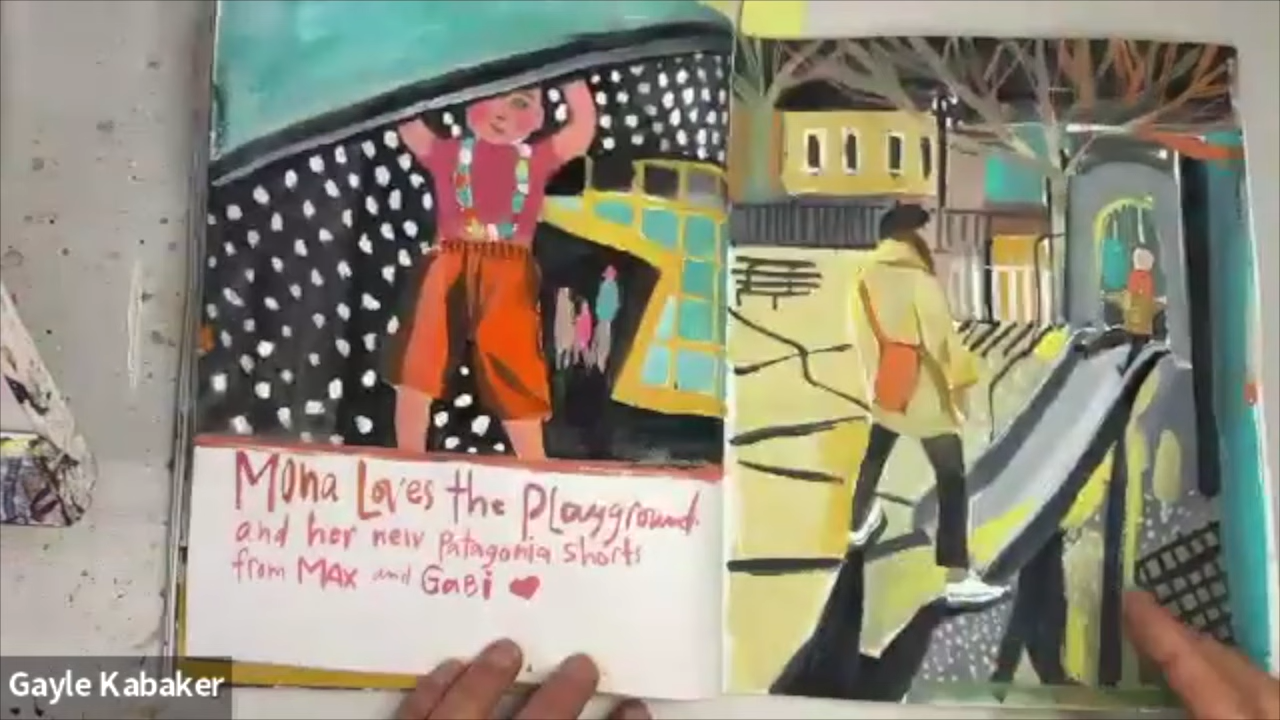 Mona Loves the Playground.
and her new patagonia shorts
from MAX and GaBi ♥
Gayle Kabaker